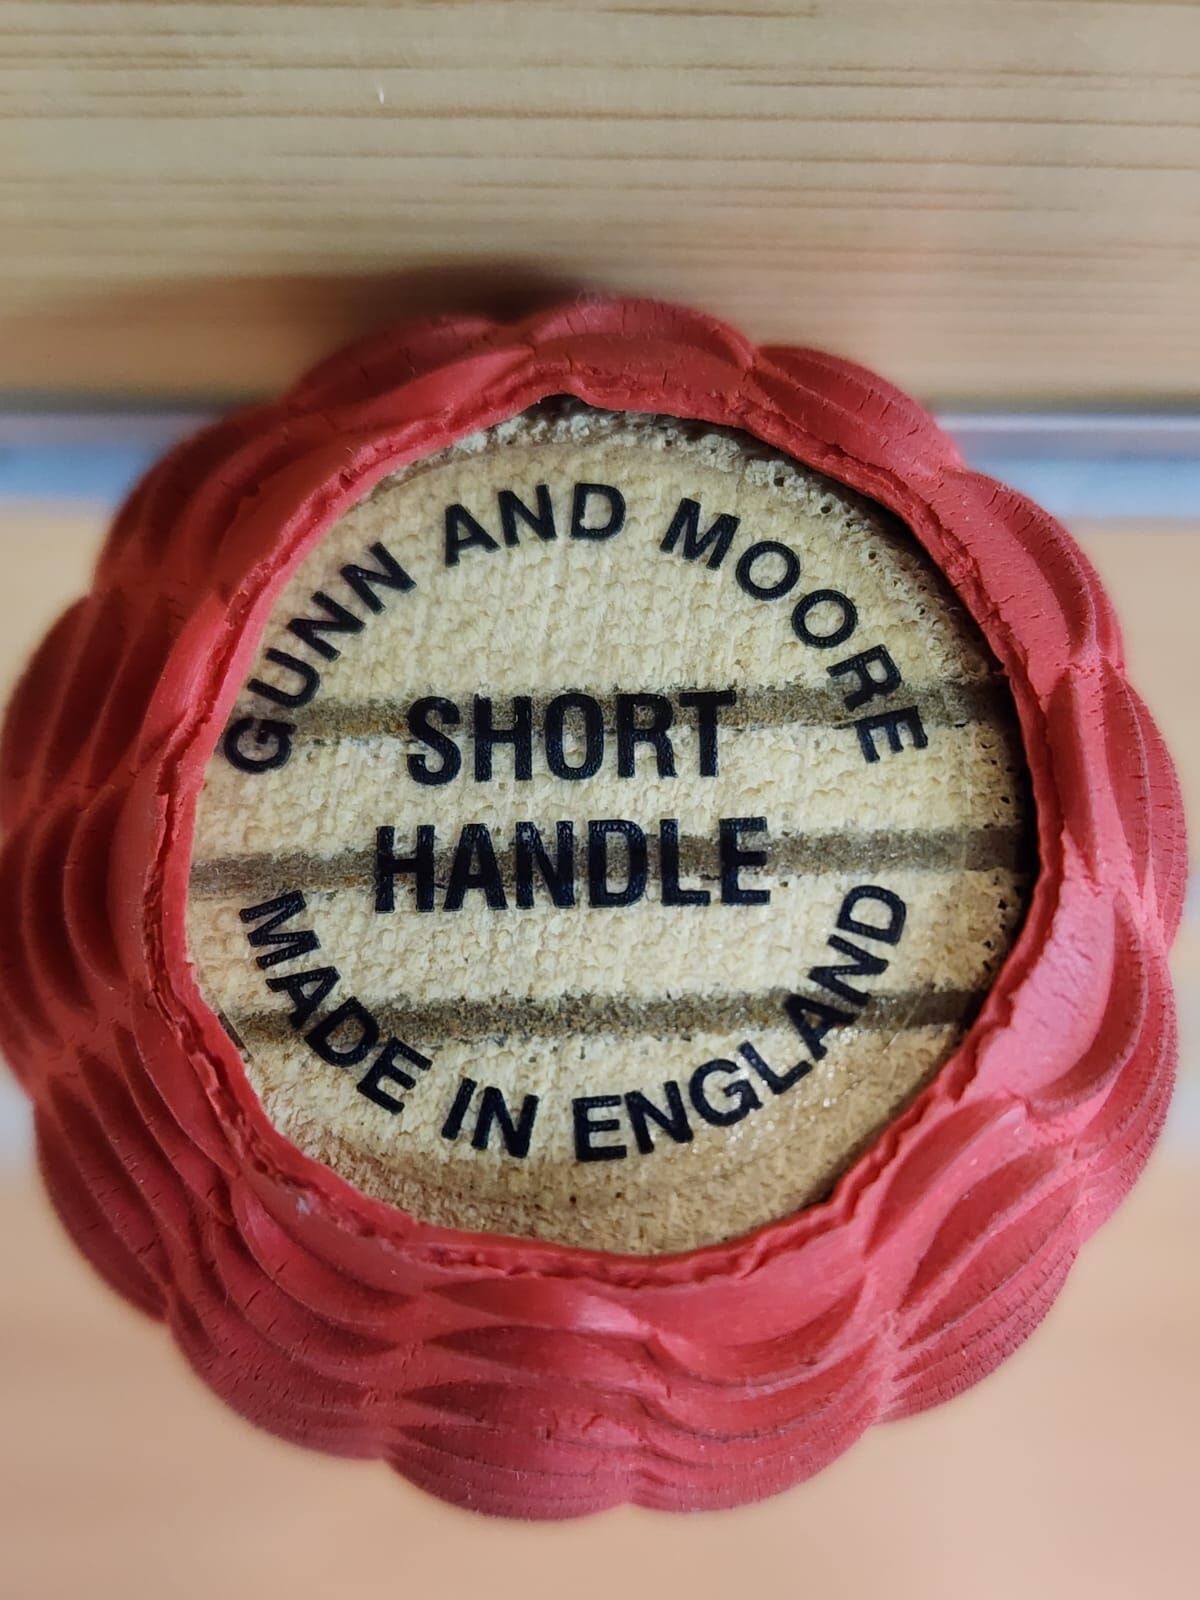 GUNN AND MOORE
SHORT
HANDLE
MADE IN ENGLAND